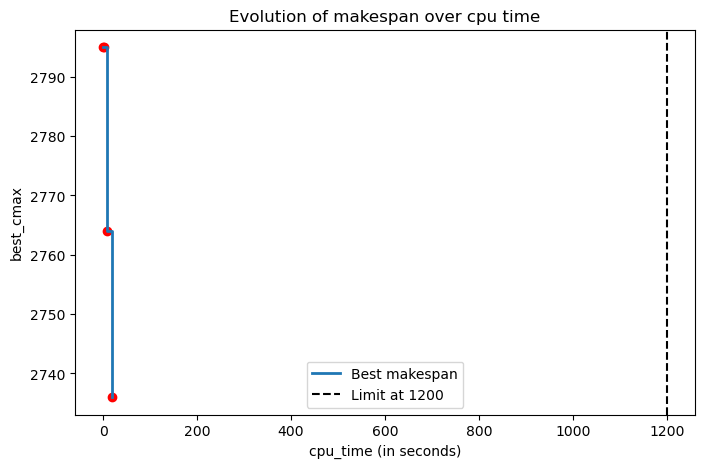 Evolution of makespan over cpu time
best_cmax
2790
2780
2770
2760
2750
2740
0 200 400 600 800 1000 1200
cpu_time (in seconds)
Best makespan
Limit at 1200